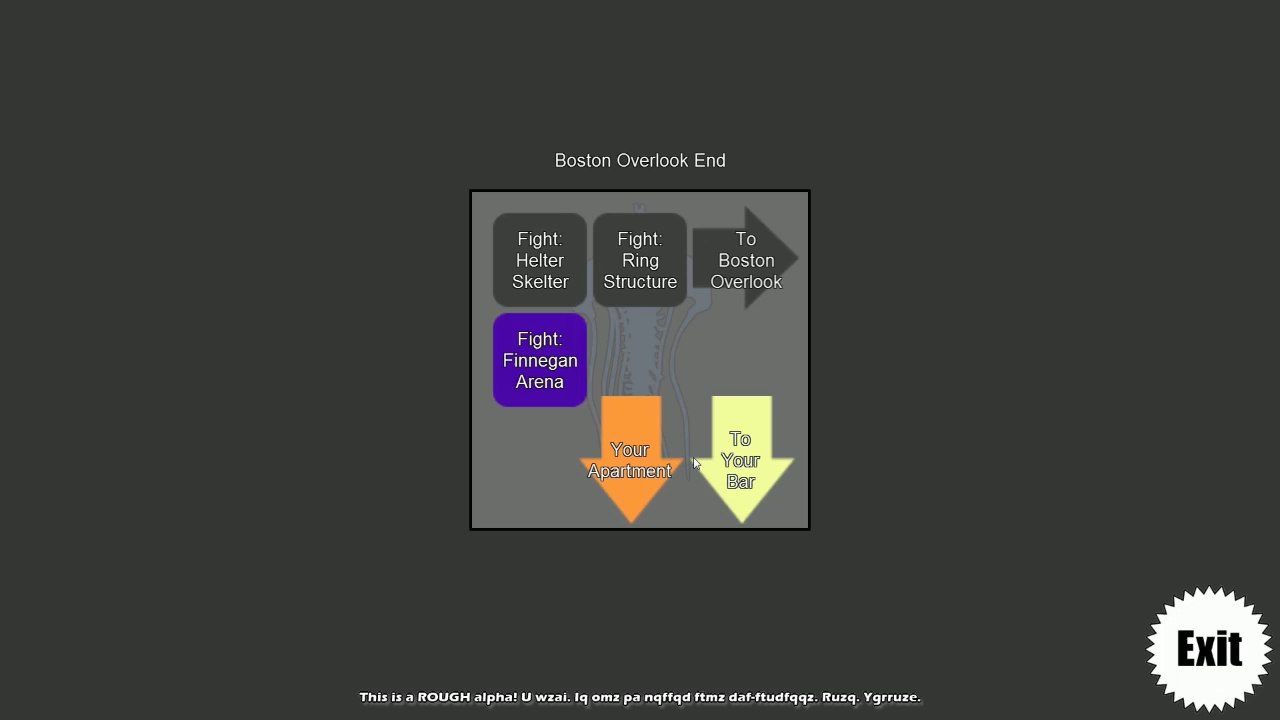 Boston Overlook End
Fight:
Helter
Skelter
Fight:
Ring
Structure
To
Boston
Overlook
Fight:
Finnegan
Arena
Your
Apartment
To
Your
Bar
Exit
This is a ROUGH alpha! U wzai. Iq omz pa nqffqd ftmz daf-ftudfqqz. Ruzq. Ygrruze.